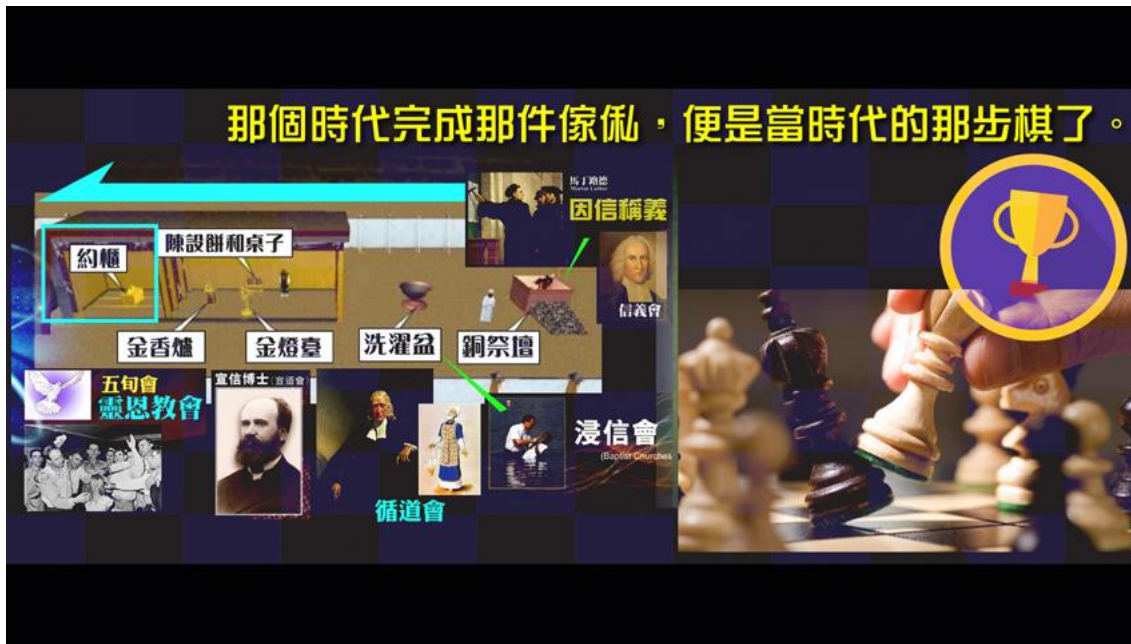 那個時代完成那件傢俬，便是當時代的那步棋了。
馬丁路德
Martin Luther
因信稱義
信義會
約櫃
陳設餅和桌子
金香爐
金燈臺
洗濯盆
銅祭壇
五旬會
靈恩教會
宣信博士（宣道會）
循道會
浸信會
(Baptist Churches